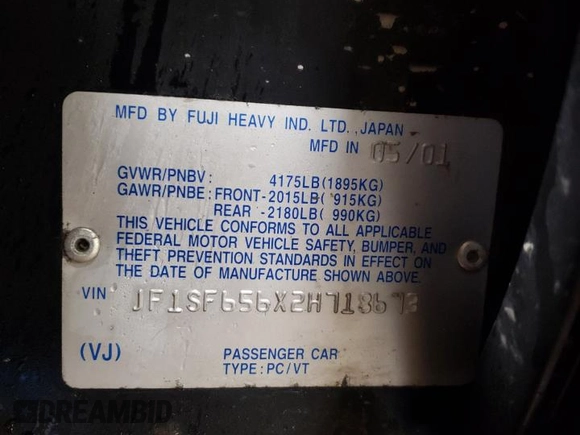 MFD BY FUJI HEAVY IND. LTD., JAPAN
MFD IN 05/01
GVWR/PNBV: 4175LB(1895KG)
GAWR/PNBE: FRONT-2015LB( 915KG)
REAR -2180LB( 990KG)
THIS VEHICLE CONFORMS TO ALL APPLICABLE
FEDERAL MOTOR VEHICLE SAFETY, BUMPER, AND
THEFT PREVENTION STANDARDS IN EFFECT ON
THE DATE OF MANUFACTURE SHOWN ABOVE.
VIN JF1SF656X2H718673
(VJ) PASSENGER CAR
TYPE: PC/VT
DREAMBID